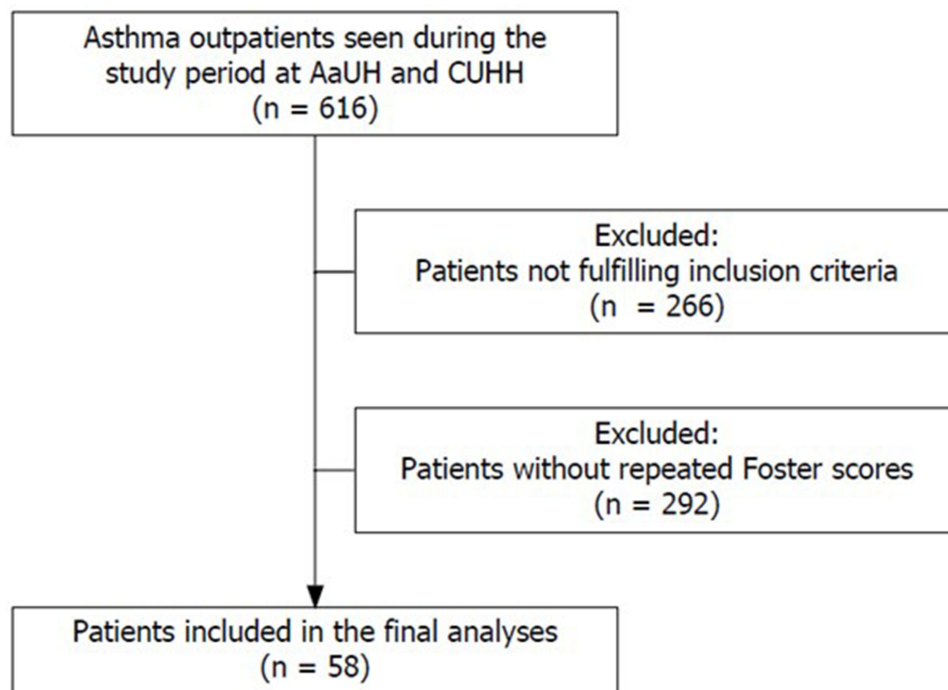 Asthma outpatients seen during the
study period at AaUH and CUHH
(n = 616)
Excluded:
Patients not fulfilling inclusion criteria
(n  = 266)
Excluded:
Patients without repeated Foster scores
(n = 292)
Patients included in the final analyses
(n = 58)